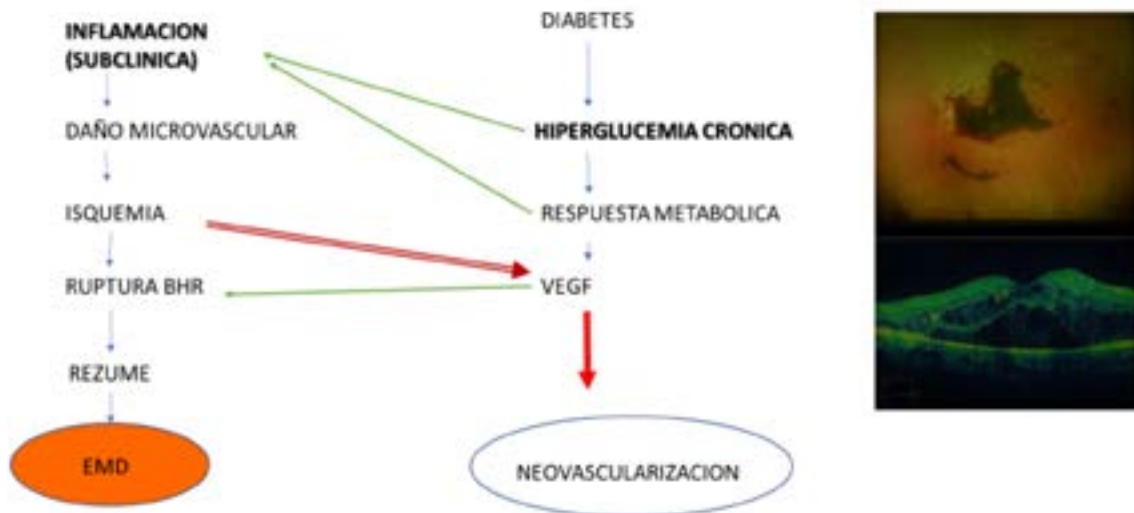 INFLAMACION
(SUBCLINICA)
DAÑO MICROVASCULAR
ISQUEMIA
RUPTURA BHR
REZUME
EMD
DIABETES
HIPERGLUCEMIA CRONICA
RESPUESTA METABOLICA
VEGF
NEOVASCULARIZACION